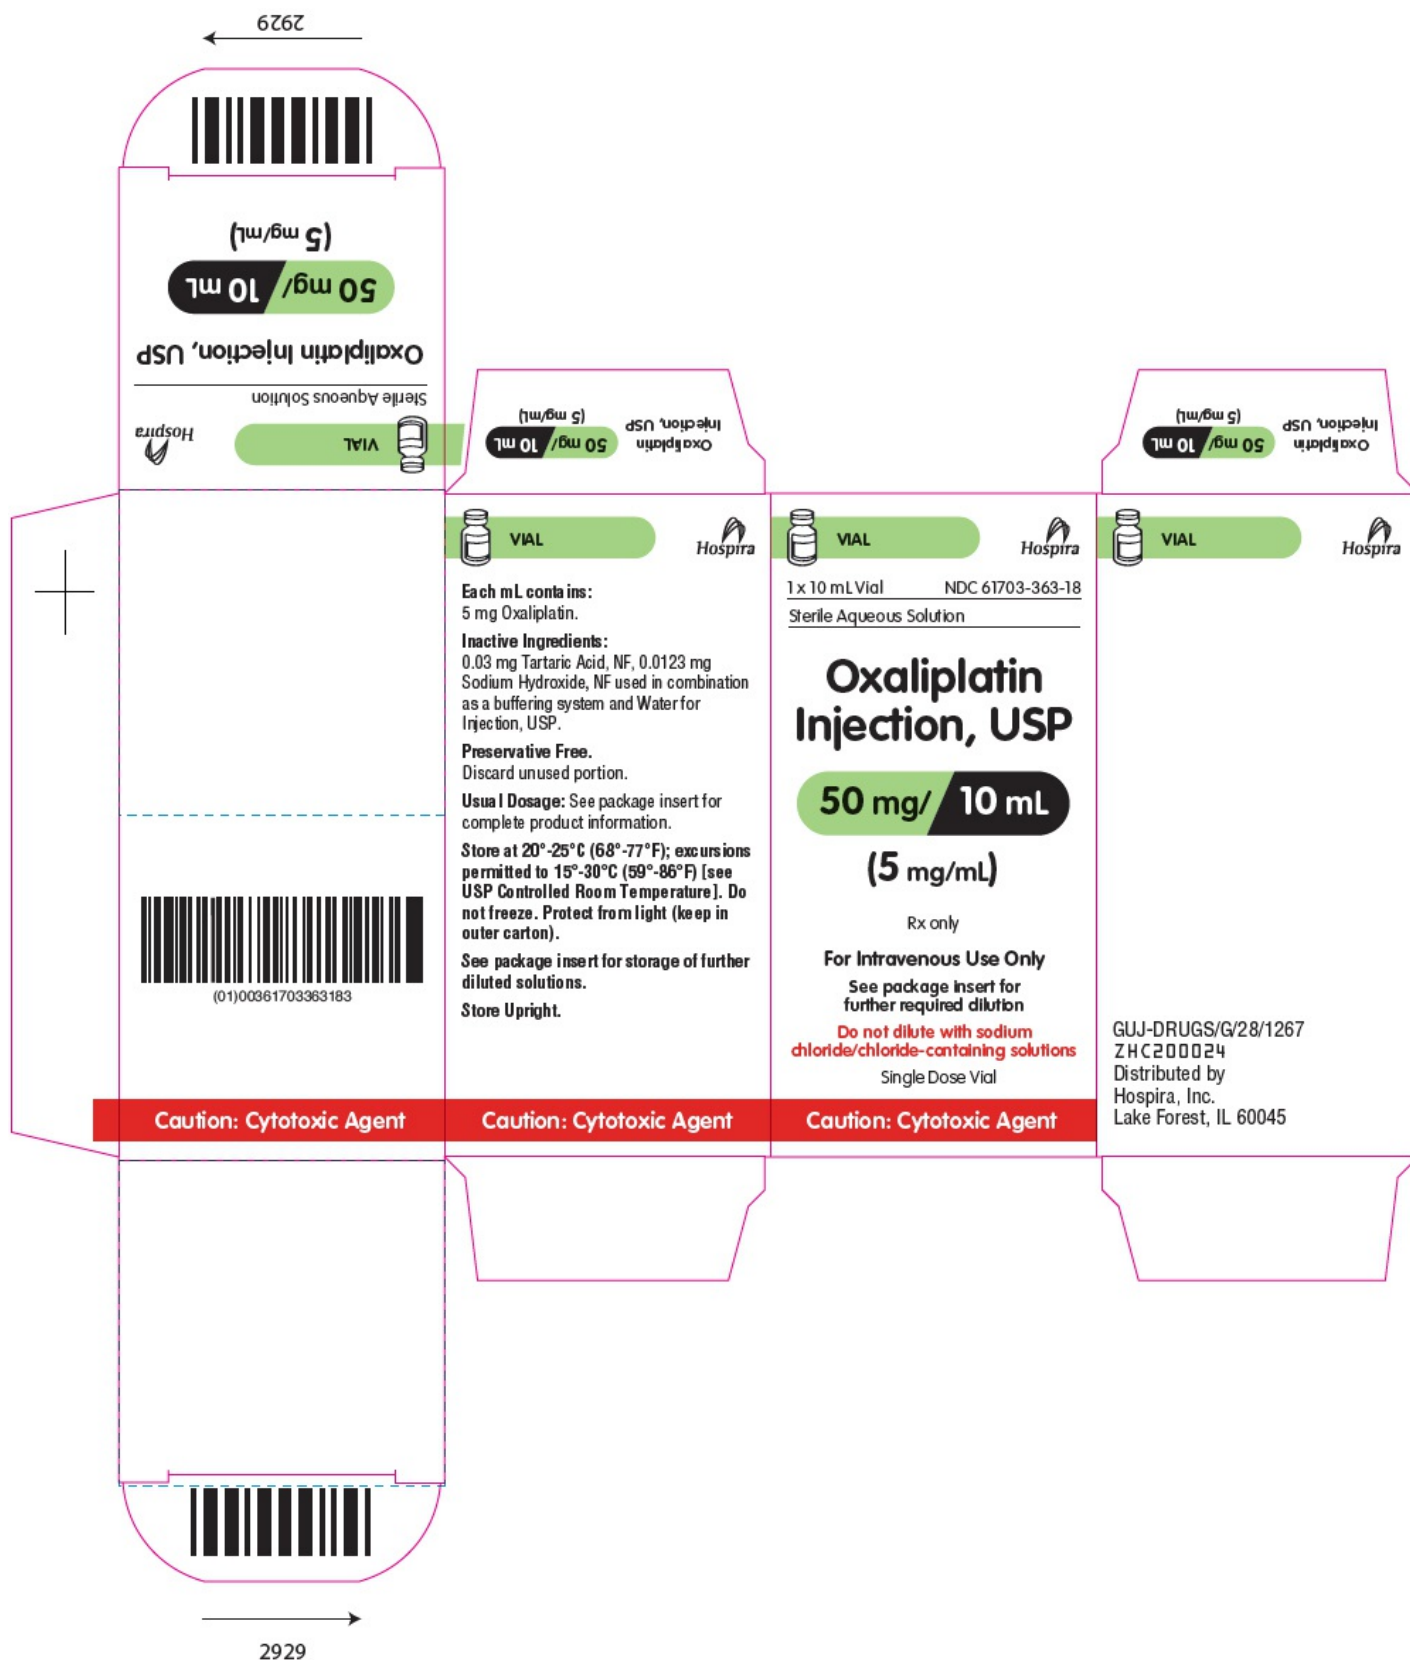 2929
(5 mg/mL)
50 mg/ 10 mL
Oxaliplatin Injection, USP
Sterile Aqueous Solution
VIAL
Hospira
Oxaliplatin
Injection, USP
50 mg/ 10 mL
(5 mg/mL)
Oxaliplatin
Injection, USP
50 mg/ 10 mL
(5 mg/mL)
(01)00361703363183
Caution: Cytotoxic Agent
VIAL
Hospira
Each mL contains:
5 mg Oxaliplatin.
Inactive Ingredients:
0.03 mg Tartaric Acid, NF, 0.0123 mg
Sodium Hydroxide, NF used in combination
as a buffering system and Water for
Injection, USP.
Preservative Free.
Discard unused portion.
Usual Dosage: See package insert for
complete product information.
Store at 20°-25°C (68°-77°F); excursions
permitted to 15°-30°C (59°-86°F) [see
USP Controlled Room Temperature]. Do
not freeze. Protect from light (keep in
outer carton).
See package insert for storage of further
diluted solutions.
Store Upright.
Caution: Cytotoxic Agent
VIAL
Hospira
1 x 10 mL Vial NDC 61703-363-18
Sterile Aqueous Solution
Oxaliplatin
Injection, USP
50 mg/ 10 mL
(5 mg/mL)
Rx only
For Intravenous Use Only
See package insert for
further required dilution
Do not dilute with sodium
chloride/chloride-containing solutions
Single Dose Vial
Caution: Cytotoxic Agent
VIAL
Hospira
GUJ-DRUGS/G/28/1267
ZHC200024
Distributed by
Hospira, Inc.
Lake Forest, IL 60045
2929